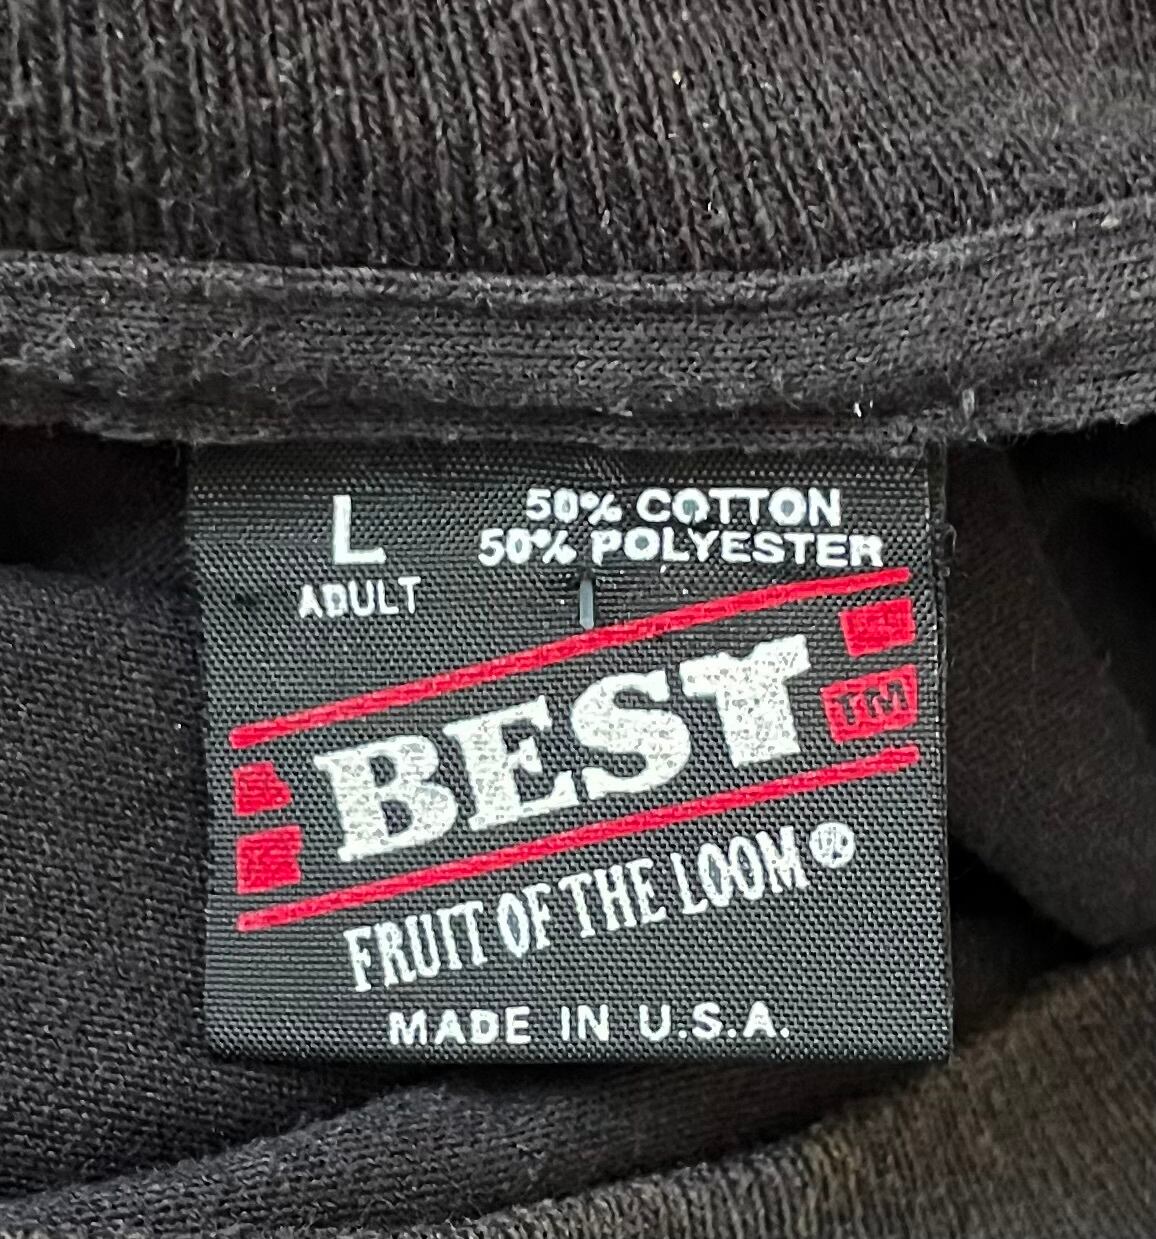 L
ADULT
50% COTTON
50% POLYESTER
BEST
TM
FRUIT OF THE LOOM®
MADE IN U.S.A.